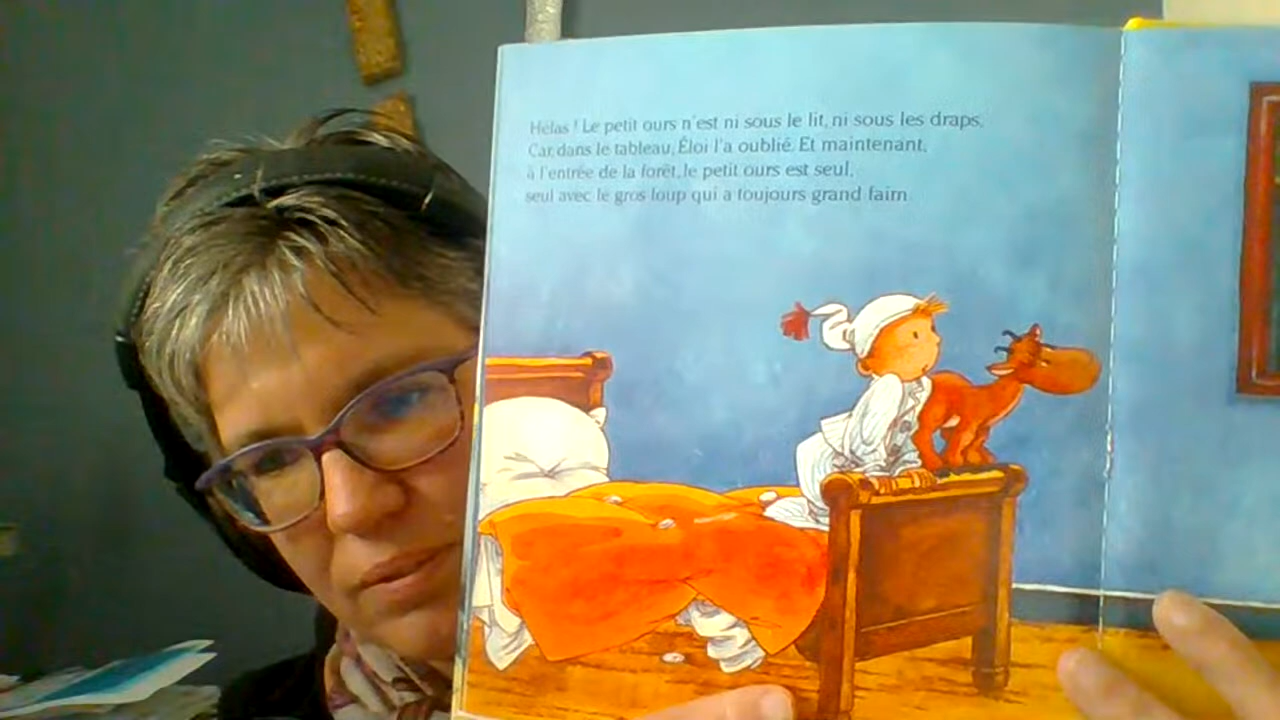 Hélas ! Le petit ours n'est ni sous le lit, ni sous les draps.
Car, dans le tableau, Éloi l'a oublié. Et maintenant,
à l'entrée de la forêt, le petit ours est seul,
seul avec le gros loup qui a toujours grand faim.